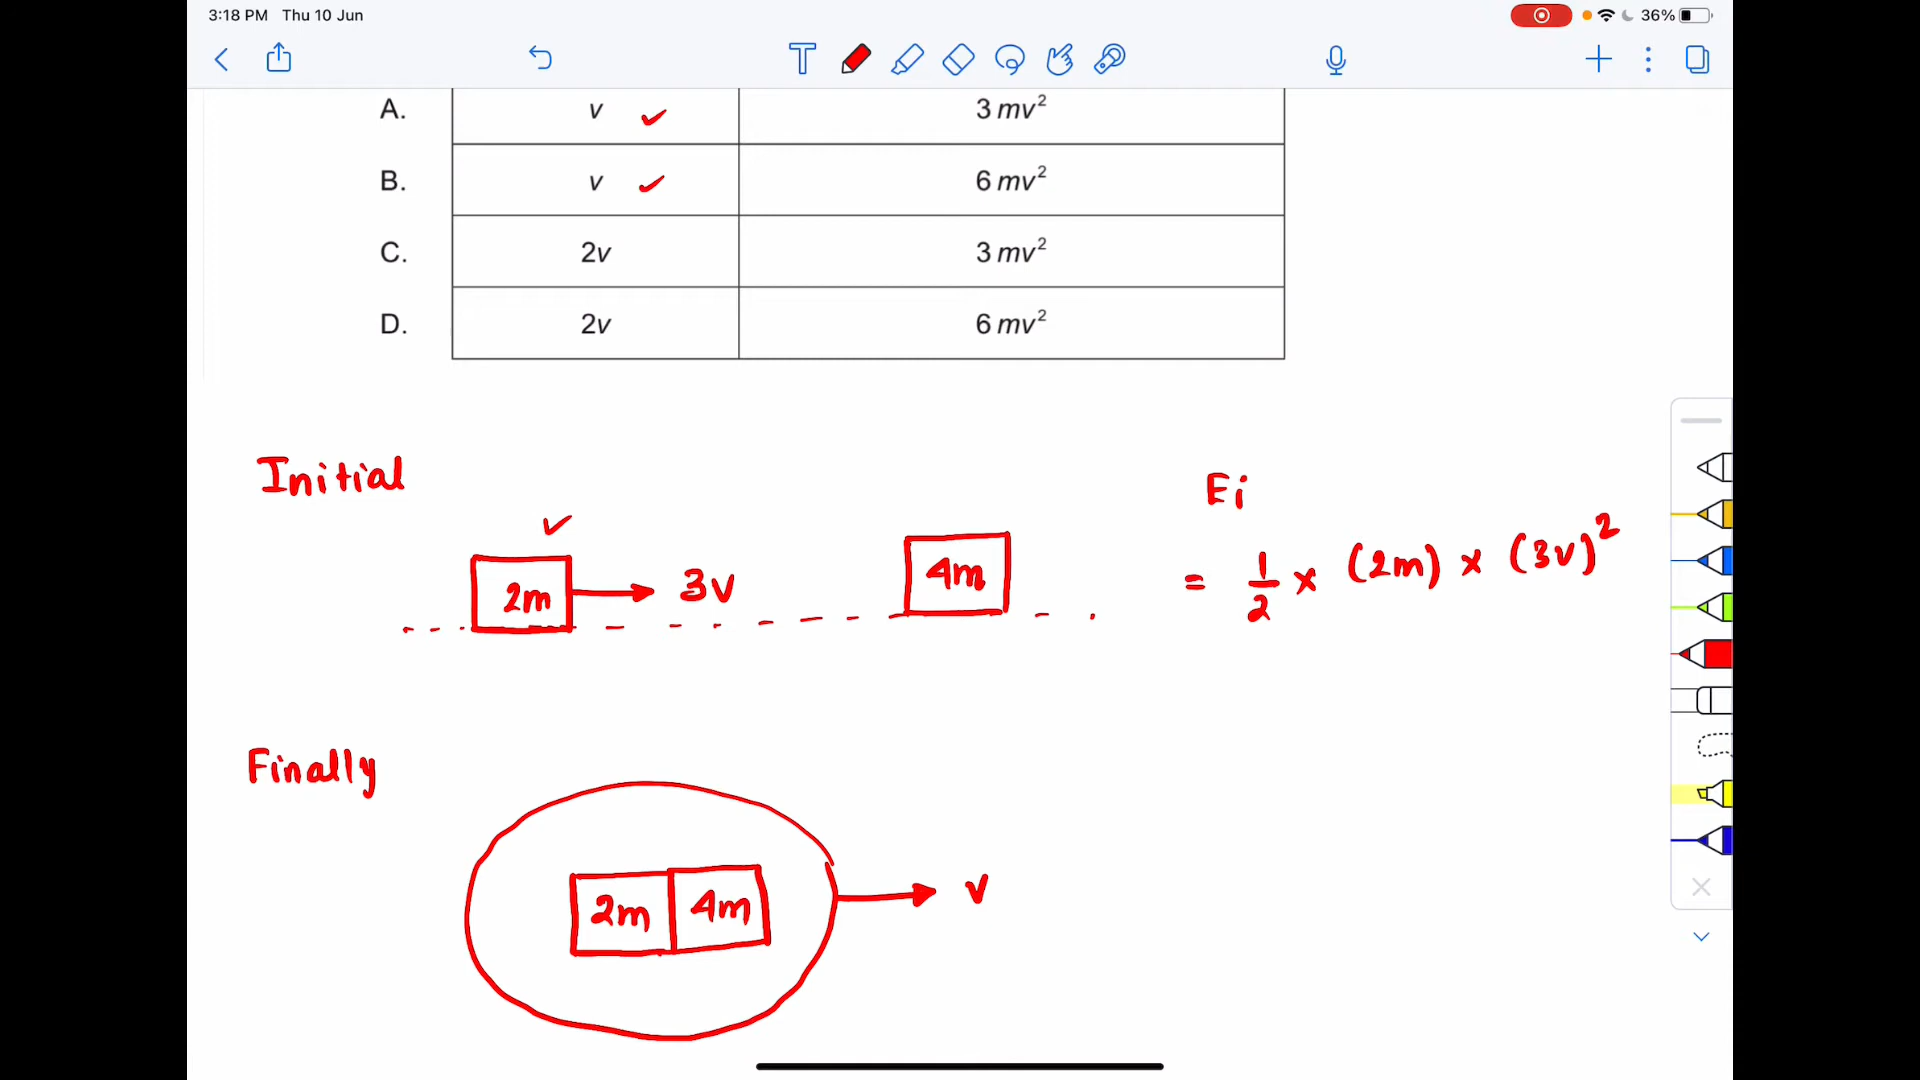 3:18 PM Thu 10 Jun
36%
A. v ✓ 3 mv²
B. v ✓ 6 mv²
C. 2v 3 mv²
D. 2v 6 mv²
Initial
Ei
2m 3v
4m
= 1/2 × (2m) × (3v)²
Finally
2m 4m
v